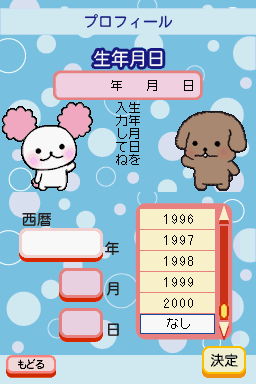 プロフィール
生年月日
年　月　日
生年月日を
入力してね
西暦
年
月
日
1996
1997
1998
1999
2000
なし
もどる
決定